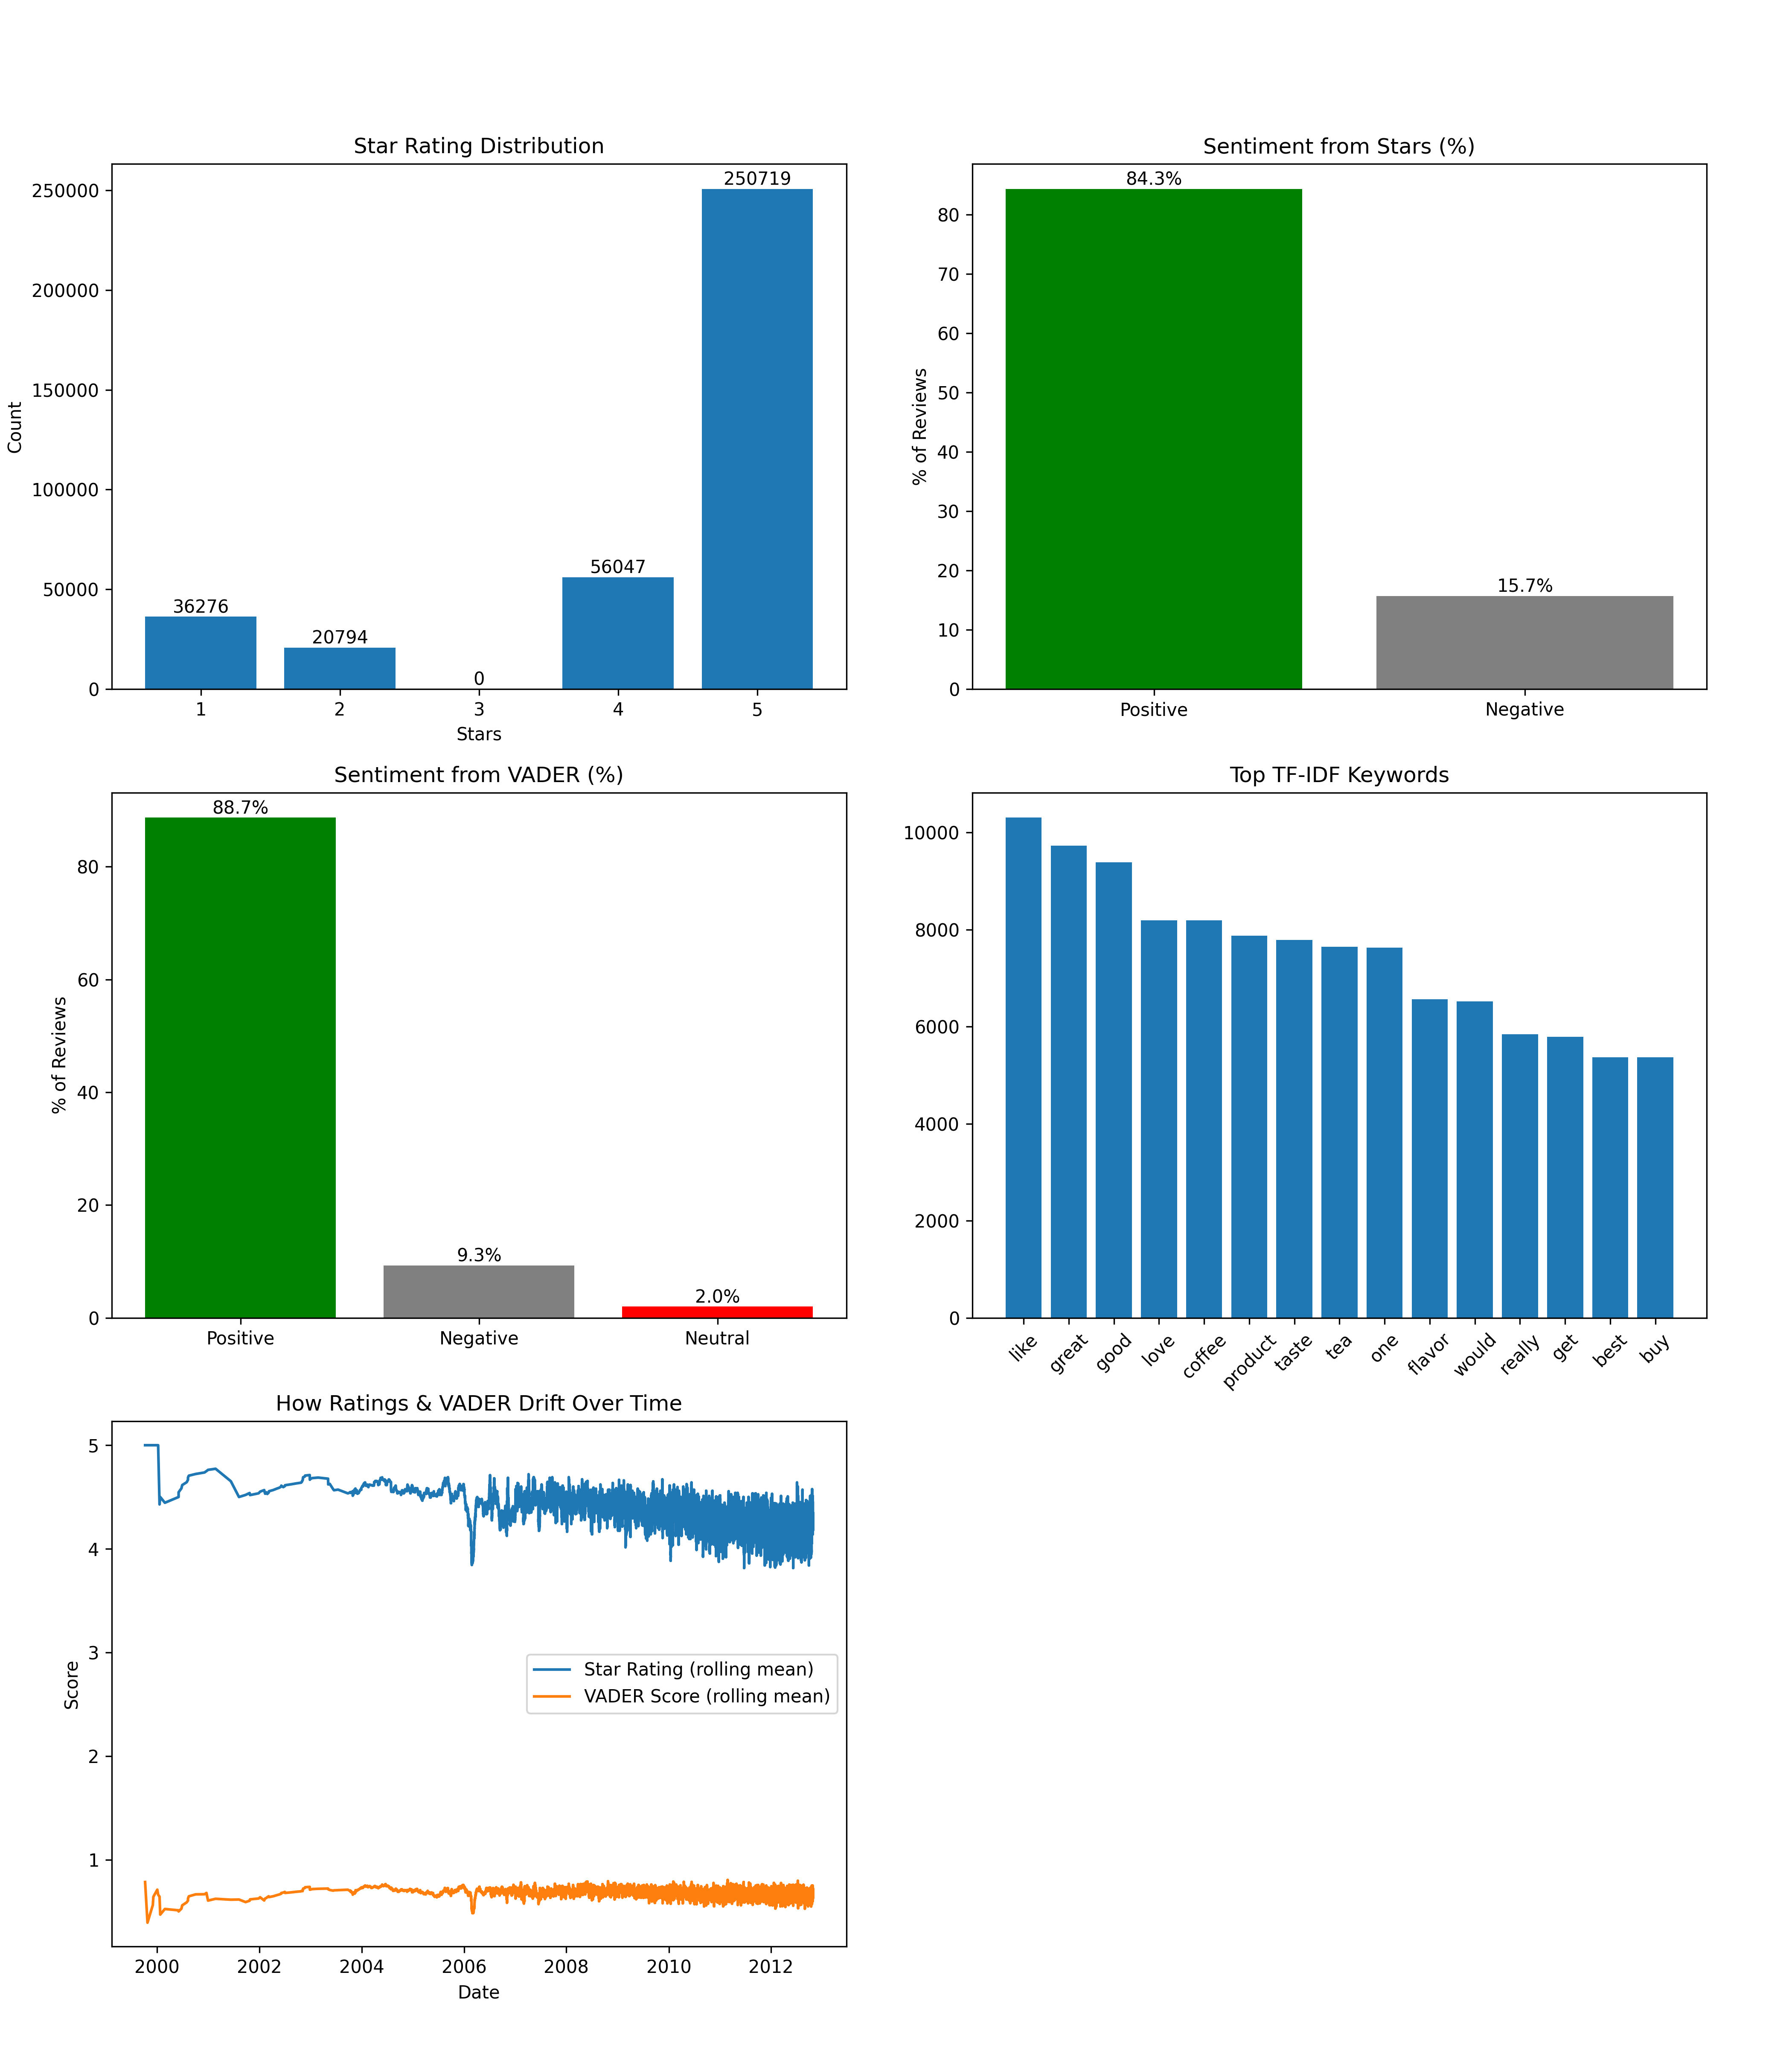 Star Rating Distribution
250000
200000
150000
100000
50000
0
Count
36276
20794
0
56047
250719
1 2 3 4 5
Stars
Sentiment from Stars (%)
80
70
60
50
40
30
20
10
0
% of Reviews
84.3%
15.7%
Positive Negative
Sentiment from VADER (%)
80
60
40
20
0
% of Reviews
88.7%
9.3%
2.0%
Positive Negative Neutral
Top TF-IDF Keywords
10000
8000
6000
4000
2000
0
like
great
good
love
coffee
product
taste
tea
one
flavor
would
really
get
best
buy
How Ratings & VADER Drift Over Time
5
4
3
2
1
Score
Star Rating (rolling mean)
VADER Score (rolling mean)
2000 2002 2004 2006 2008 2010 2012
Date